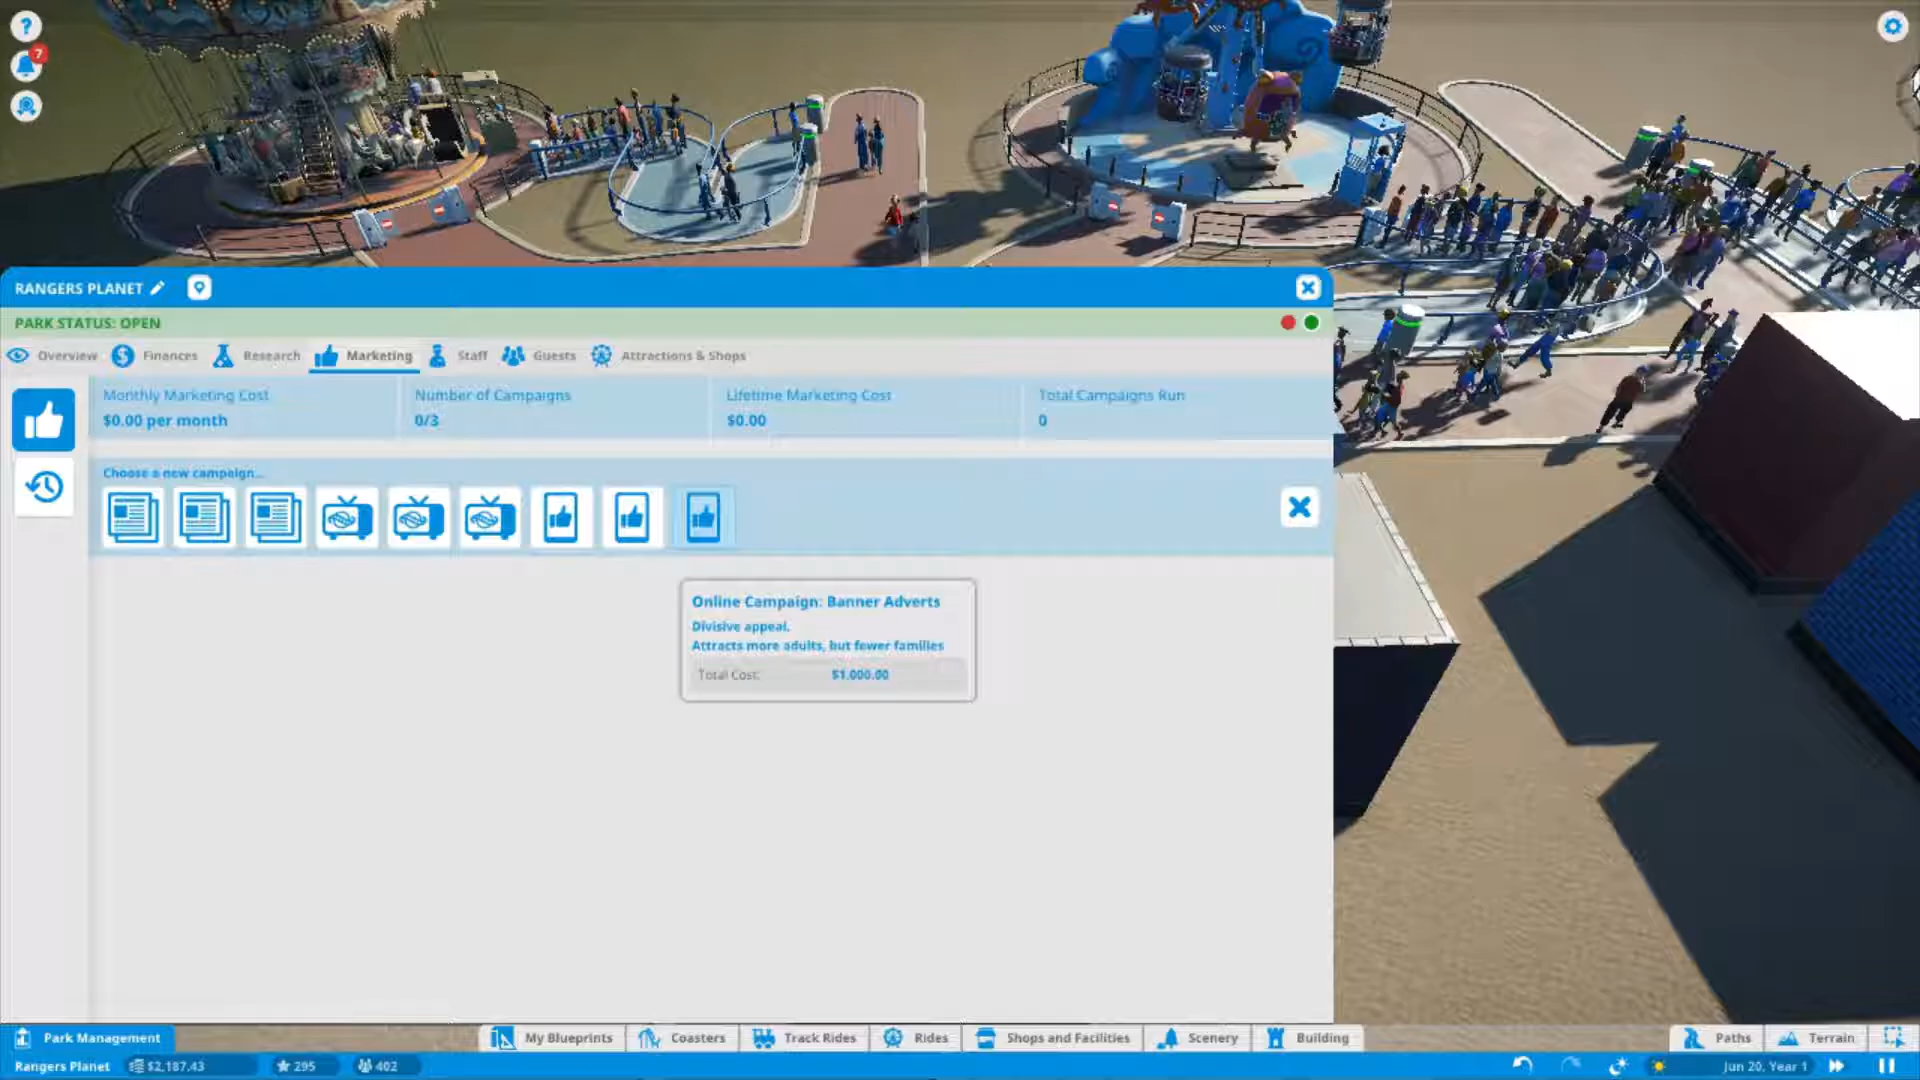 ?
7
RANGERS PLANET
PARK STATUS: OPEN
Overview
Finances
Research
Marketing
Staff
Guests
Attractions & Shops
Monthly Marketing Cost
$0.00 per month
Number of Campaigns
0/3
Lifetime Marketing Cost
$0.00
Total Campaigns Run
0
Choose a new campaign...
Online Campaign: Banner Adverts
Divisive appeal.
Attracts more adults, but fewer families
Total Cost: $1,000.00
Park Management
My Blueprints
Coasters
Track Rides
Rides
Shops and Facilities
Scenery
Building
Paths
Terrain
Rangers Planet
$2,187.43
295
402
Jun 20, Year 1